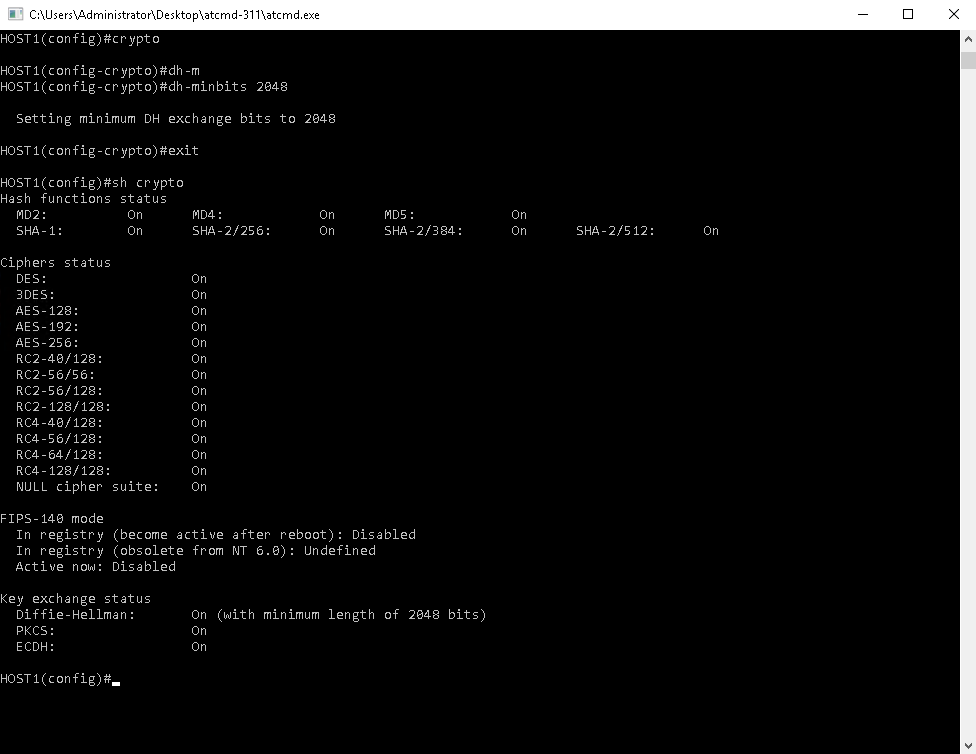 C:\Users\Administrator\Desktop\atcmd-311\atcmd.exe
HOST1(config)#crypto
HOST1(config-crypto)#dh-m
HOST1(config-crypto)#dh-minbits 2048
Setting minimum DH exchange bits to 2048
HOST1(config-crypto)#exit
HOST1(config)#sh crypto
Hash functions status
MD2: On MD4: On MD5: On
SHA-1: On SHA-2/256: On SHA-2/384: On SHA-2/512: On
Ciphers status
DES: On
3DES: On
AES-128: On
AES-192: On
AES-256: On
RC2-40/128: On
RC2-56/56: On
RC2-56/128: On
RC2-128/128: On
RC4-40/128: On
RC4-56/128: On
RC4-64/128: On
RC4-128/128: On
NULL cipher suite: On
FIPS-140 mode
In registry (become active after reboot): Disabled
In registry (obsolete from NT 6.0): Undefined
Active now: Disabled
Key exchange status
Diffie-Hellman: On (with minimum length of 2048 bits)
PKCS: On
ECDH: On
HOST1(config)#